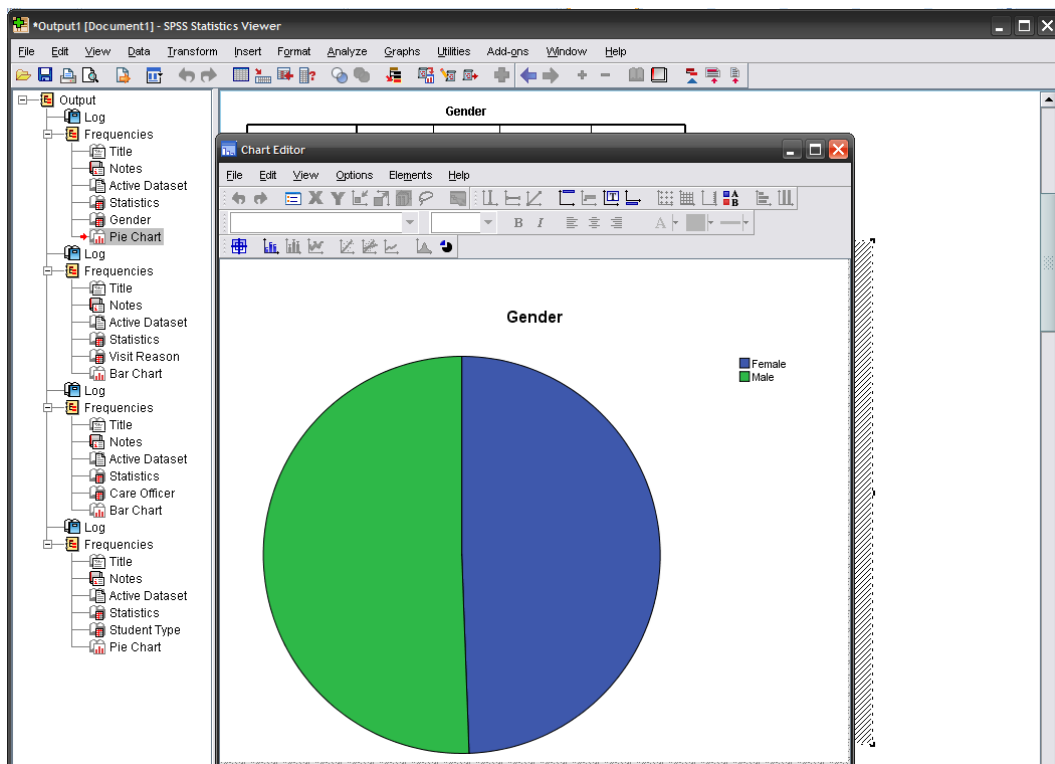 *Output1 [Document1] - SPSS Statistics Viewer
File Edit View Data Transform Insert Format Analyze Graphs Utilities Add-ons Window Help
Output
Log
Frequencies
Title
Notes
Active Dataset
Statistics
Gender
Pie Chart
Log
Frequencies
Title
Notes
Active Dataset
Statistics
Visit Reason
Bar Chart
Log
Frequencies
Title
Notes
Active Dataset
Statistics
Care Officer
Bar Chart
Log
Frequencies
Title
Notes
Active Dataset
Statistics
Student Type
Pie Chart
Gender
Chart Editor
File Edit View Options Elements Help
X Y
A B
B I A
Gender
Female
Male